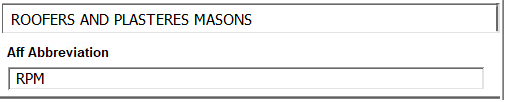 ROOFERS AND PLASTERES MASONS
Aff Abbreviation
RPM